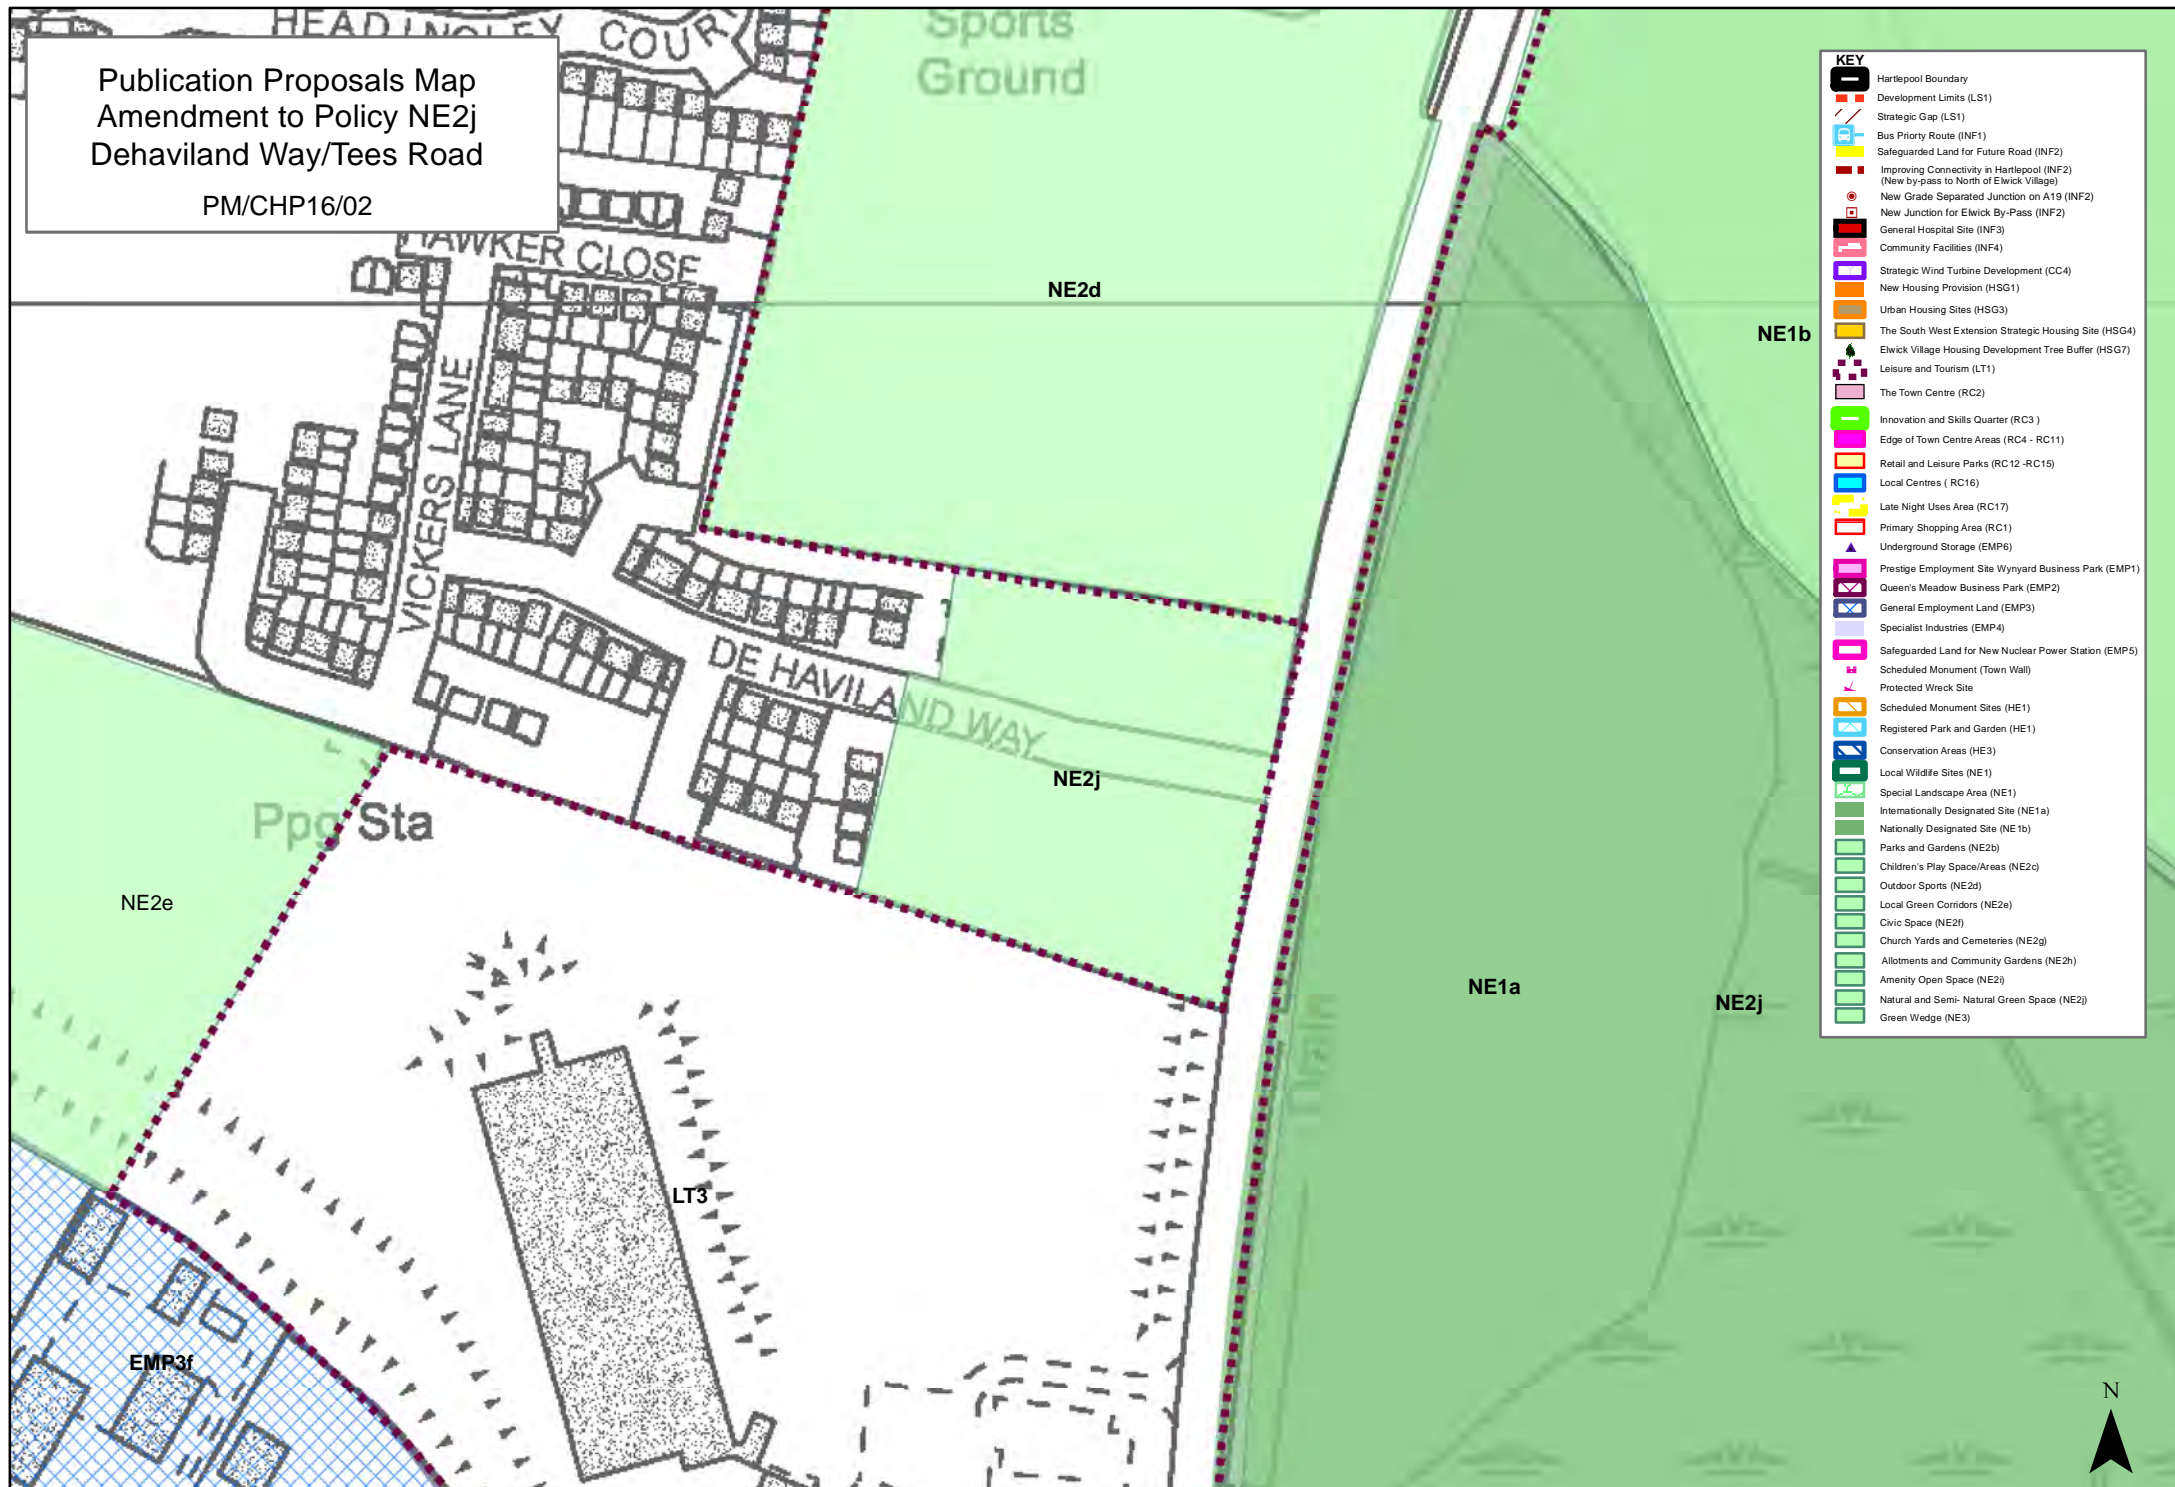 HEADINGLEY COURT
Sports
Ground
Publication Proposals Map
Amendment to Policy NE2j
Dehaviland Way/Tees Road
PM/CHP16/02
HAWKER CLOSE
VICKERS LANE
DE HAVILAND WAY
NE2d
NE1b
NE2j
Ppg Sta
NE2e
NE1a
NE2j
LT3
EMP3f
Drain
N
KEY
Hartlepool Boundary
Development Limits (LS1)
Strategic Gap (LS1)
Bus Priorty Route (INF1)
Safeguarded Land for Future Road (INF2)
Improving Connectivity in Hartlepool (INF2)
(New by-pass to North of Elwick Village)
New Grade Separated Junction on A19 (INF2)
New Junction for Elwick By-Pass (INF2)
General Hospital Site (INF3)
Community Facilities (INF4)
Strategic Wind Turbine Development (CC4)
New Housing Provision (HSG1)
Urban Housing Sites (HSG3)
The South West Extension Strategic Housing Site (HSG4)
Elwick Village Housing Development Tree Buffer (HSG7)
Leisure and Tourism (LT1)
The Town Centre (RC2)
Innovation and Skills Quarter (RC3 )
Edge of Town Centre Areas (RC4 - RC11)
Retail and Leisure Parks (RC12 -RC15)
Local Centres ( RC16)
Late Night Uses Area (RC17)
Primary Shopping Area (RC1)
Underground Storage (EMP6)
Prestige Employment Site Wynyard Business Park (EMP1)
Queen's Meadow Business Park (EMP2)
General Employment Land (EMP3)
Specialist Industries (EMP4)
Safeguarded Land for New Nuclear Power Station (EMP5)
Scheduled Monument (Town Wall)
Protected Wreck Site
Scheduled Monument Sites (HE1)
Registered Park and Garden (HE1)
Conservation Areas (HE3)
Local Wildlife Sites (NE1)
Special Landscape Area (NE1)
Internationally Designated Site (NE1a)
Nationally Designated Site (NE1b)
Parks and Gardens (NE2b)
Children's Play Space/Areas (NE2c)
Outdoor Sports (NE2d)
Local Green Corridors (NE2e)
Civic Space (NE2f)
Church Yards and Cemeteries (NE2g)
Allotments and Community Gardens (NE2h)
Amenity Open Space (NE2i)
Natural and Semi- Natural Green Space (NE2j)
Green Wedge (NE3)